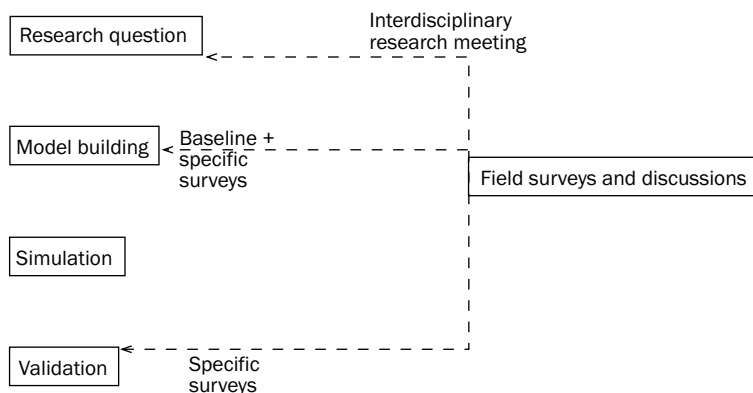 Research question
Interdisciplinary
research meeting
Model building
Baseline +
specific
surveys
Field surveys and discussions
Simulation
Validation
Specific
surveys